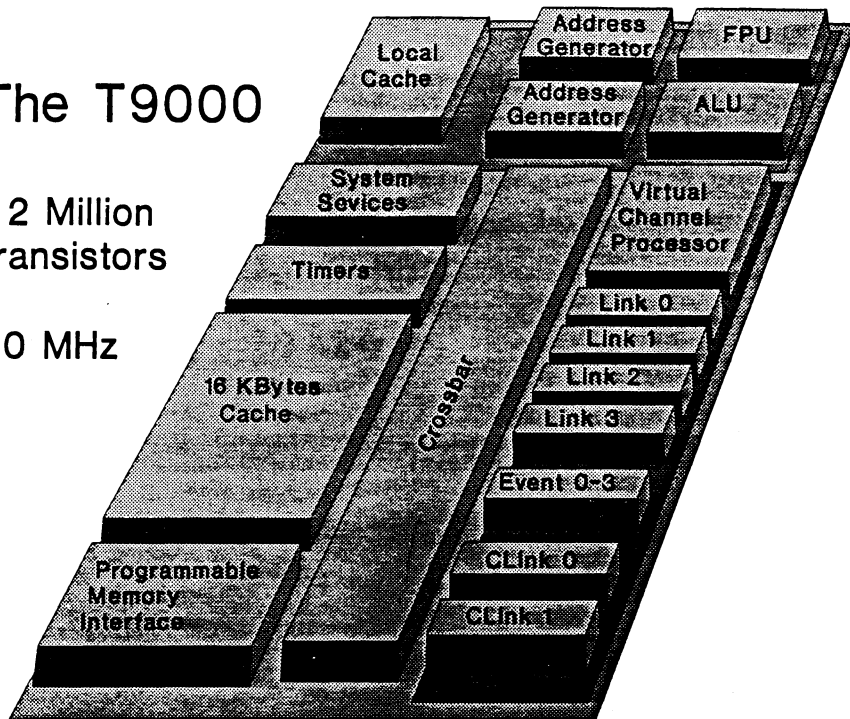 The T9000
2 Million
transistors
0 MHz
Local
Cache
Address
Generator
FPU
Address
Generator
ALU
System
Sevices
Timers
16 KBytes
Cache
Programmable
Memory
Interface
Crossbar
Virtual
Channel
Processor
Link 0
Link 1
Link 2
Link 3
Event 0-3
CLink 0
CLink 1